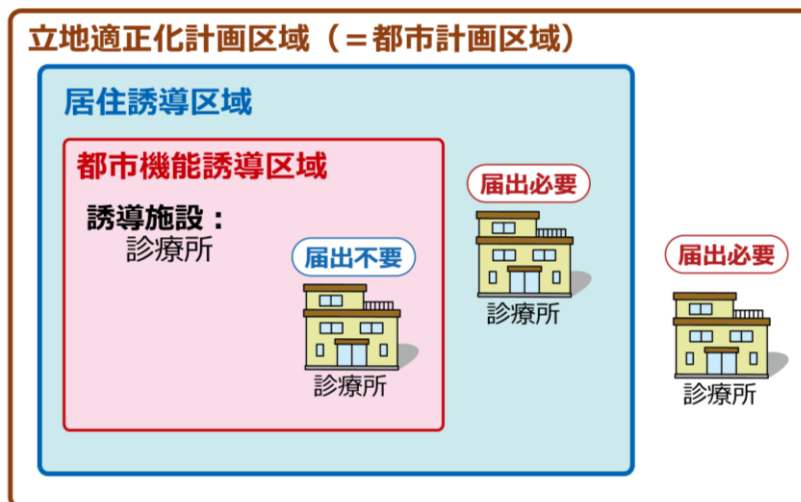 立地適正化計画区域（＝都市計画区域）
居住誘導区域
都市機能誘導区域
誘導施設：
診療所
届出不要
診療所
届出必要
診療所
届出必要
診療所